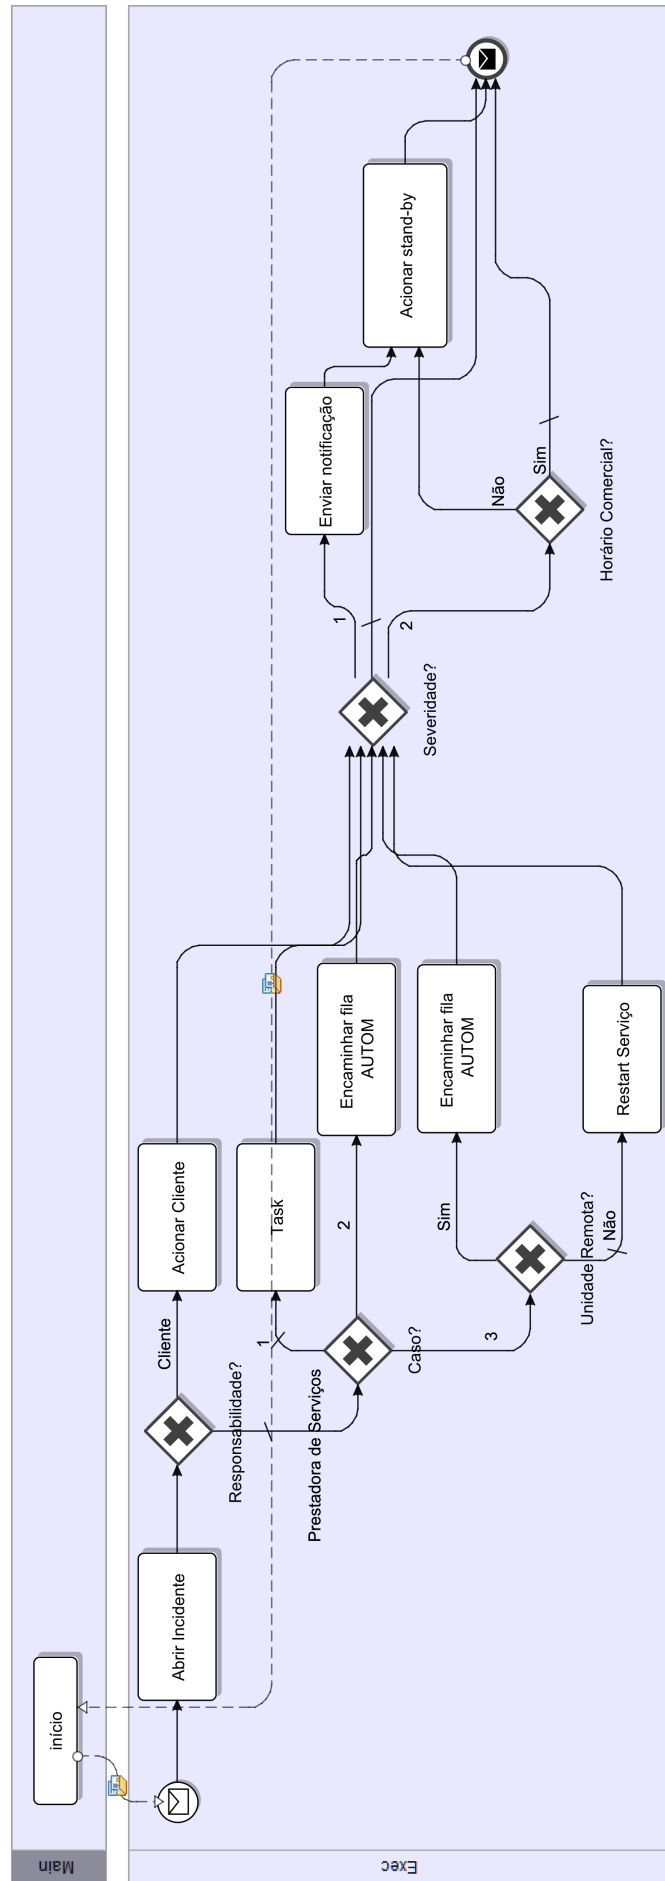 Main
início
Exec
Abrir Incidente
Responsabilidade?
Cliente
Acionar Cliente
Prestadora de Serviços
Caso?
1
Task
2
Encaminhar fila
AUTOM
3
Unidade Remota?
Sim
Encaminhar fila
AUTOM
Não
Restart Serviço
Severidade?
1
Enviar notificação
2
Horário Comercial?
Não
Sim
Acionar stand-by